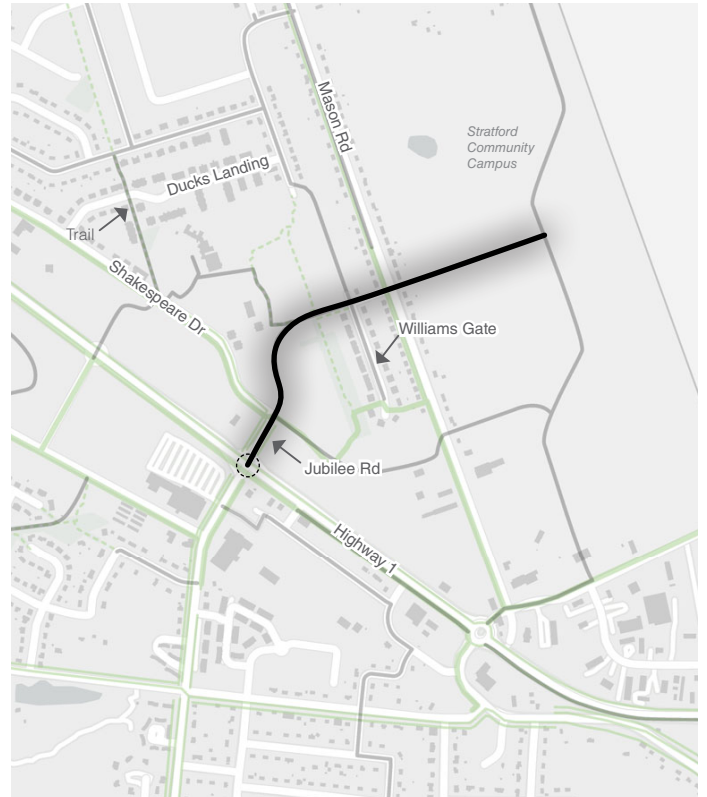 Mason Rd
Stratford
Community
Campus
Ducks Landing
Trail
Shakespeare Dr
Williams Gate
Jubilee Rd
Highway 1